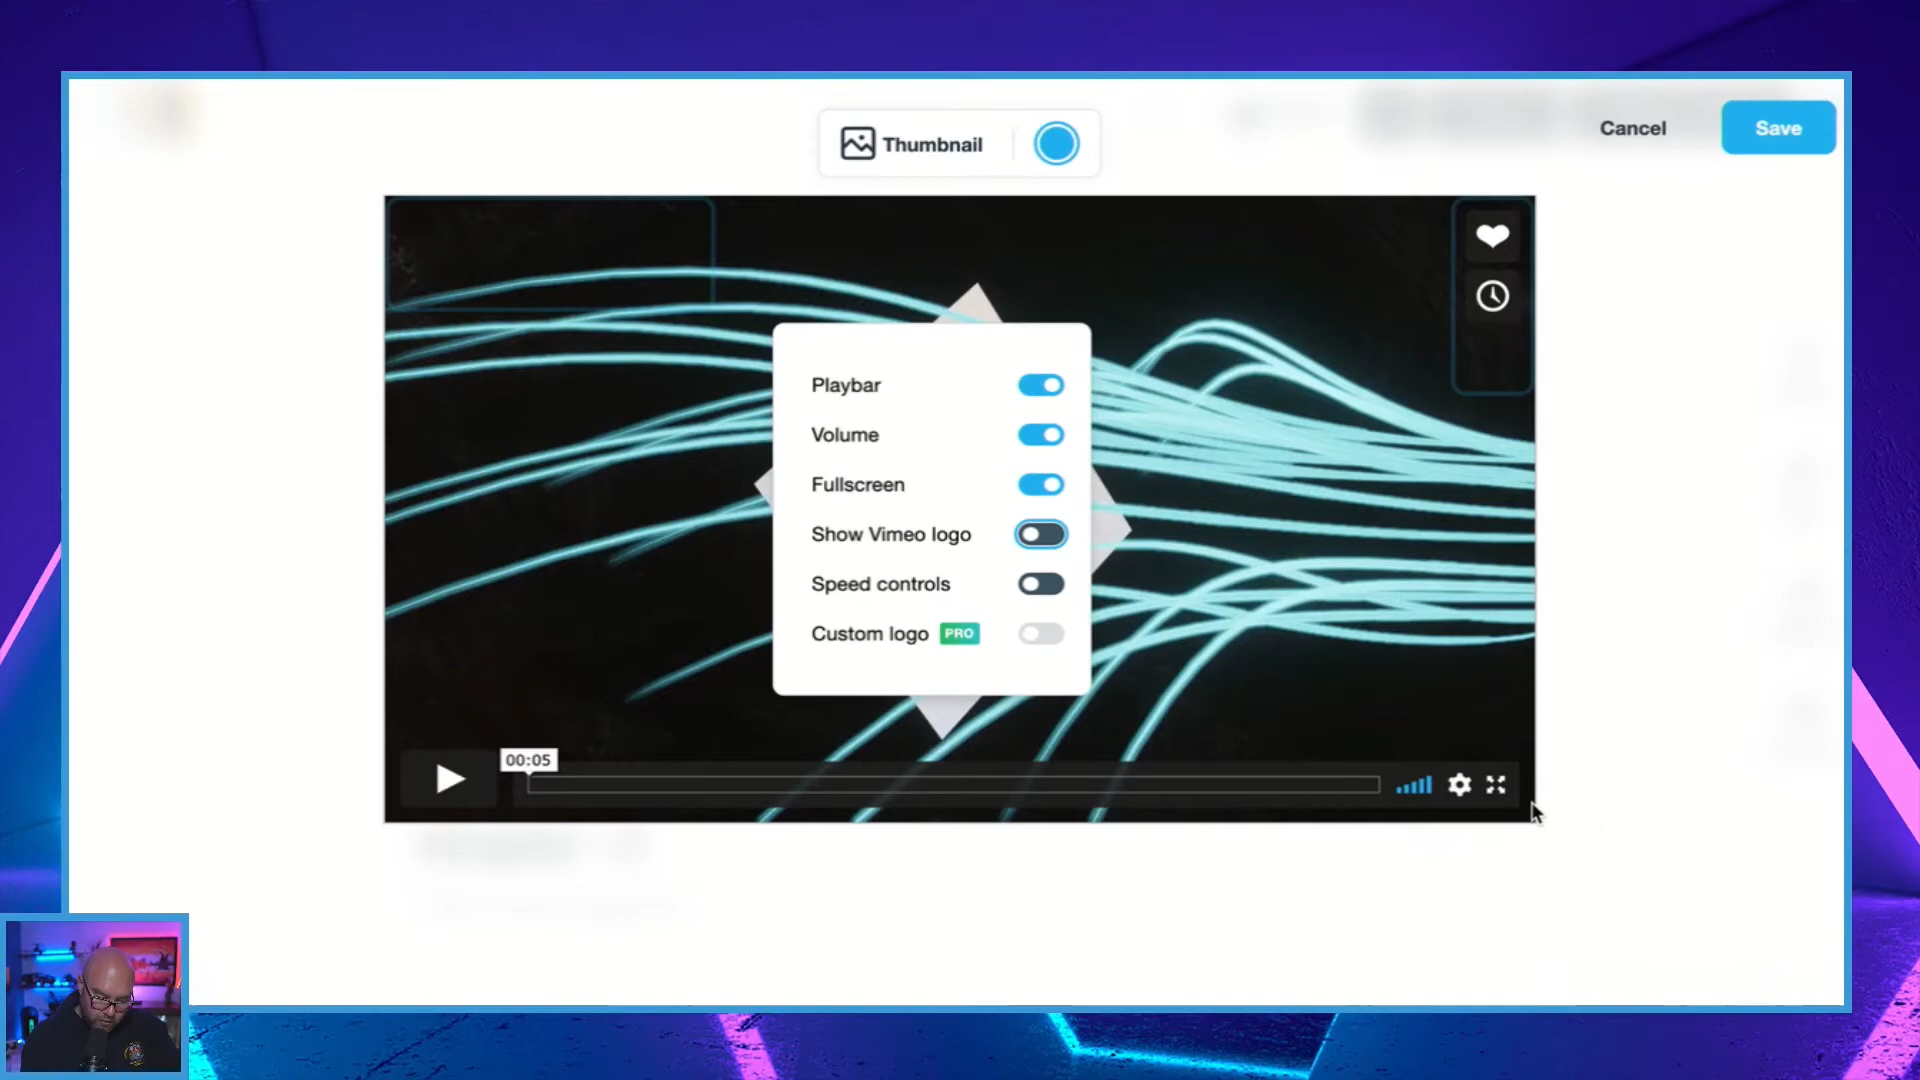 Thumbnail
Cancel
Save
Playbar
Volume
Fullscreen
Show Vimeo logo
Speed controls
Custom logo PRO
00:05